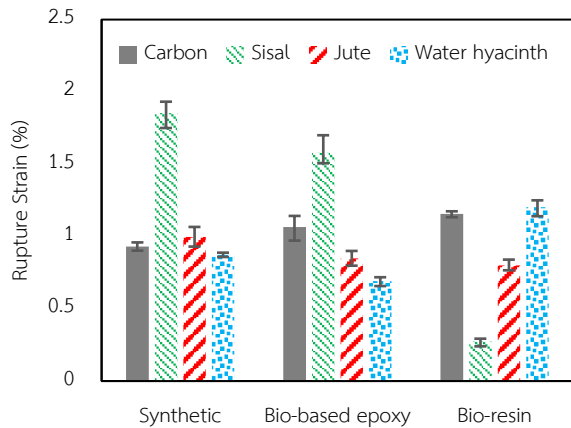 2.5
Carbon Sisal Jute Water hyacinth
2
1.5
1
0.5
0
Rupture Strain (%)
Synthetic Bio-based epoxy Bio-resin